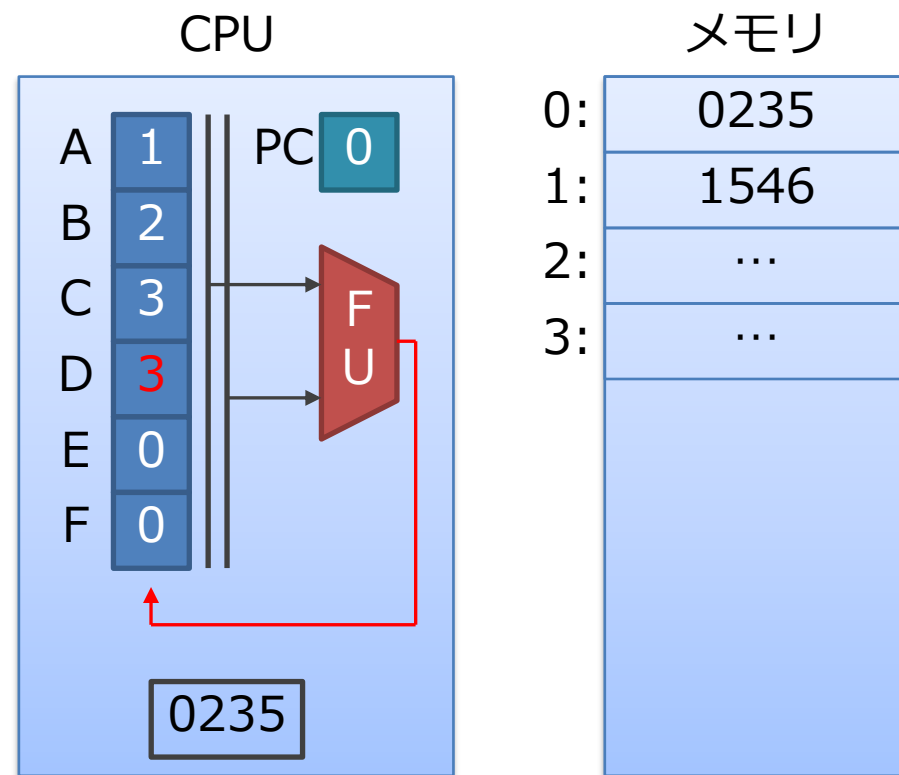 CPU
A 1
B 2
C 3
D 3
E 0
F 0
PC 0
F
U
0235
メモリ
0: 0235
1: 1546
2: …
3: …